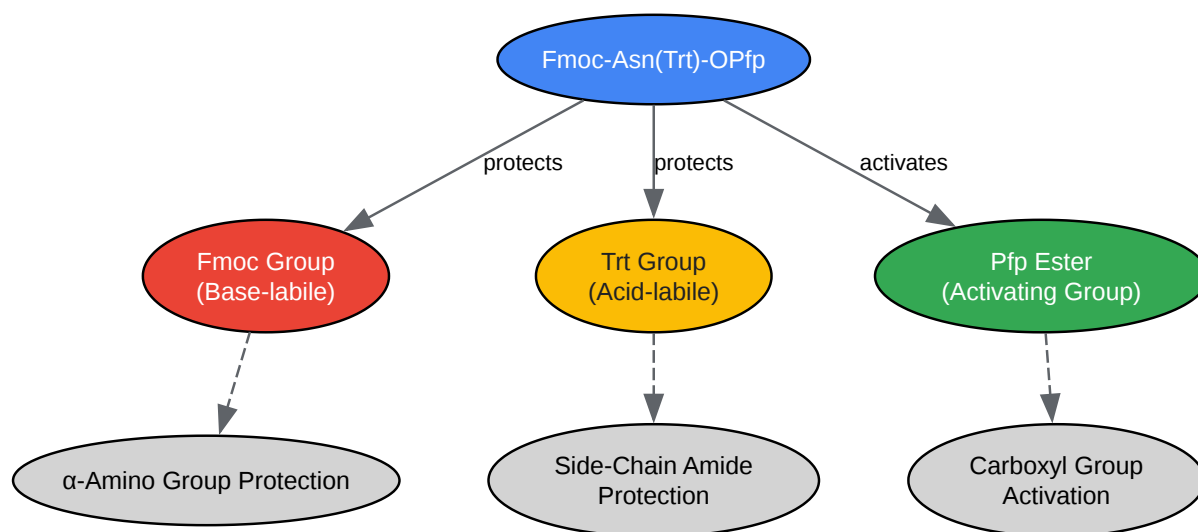 Fmoc-Asn(Trt)-OPfp
protects
protects
activates
Fmoc Group
(Base-labile)
Trt Group
(Acid-labile)
Pfp Ester
(Activating Group)
α-Amino Group Protection
Side-Chain Amide
Protection
Carboxyl Group
Activation